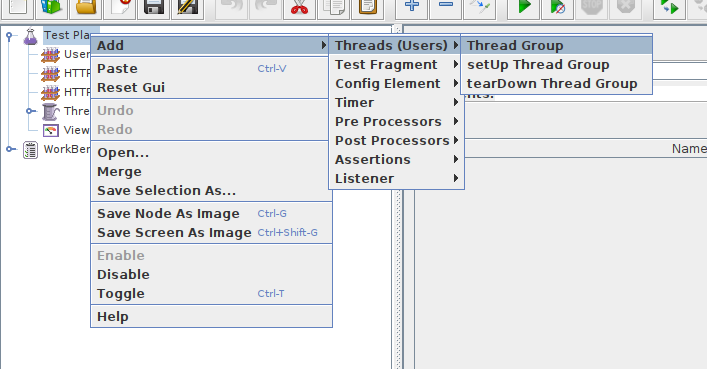 Test Pla
Add
Paste Ctrl-V
Reset Gui
Undo
Redo
Open...
Merge
Save Selection As...
Save Node As Image Ctrl-G
Save Screen As Image Ctrl+Shift-G
Enable
Disable
Toggle Ctrl-T
Help
Threads (Users)
Test Fragment
Config Element
Timer
Pre Processors
Post Processors
Assertions
Listener
Thread Group
setUp Thread Group
tearDown Thread Group
User
HTTP
HTTP
Thre
View
WorkBen
Name